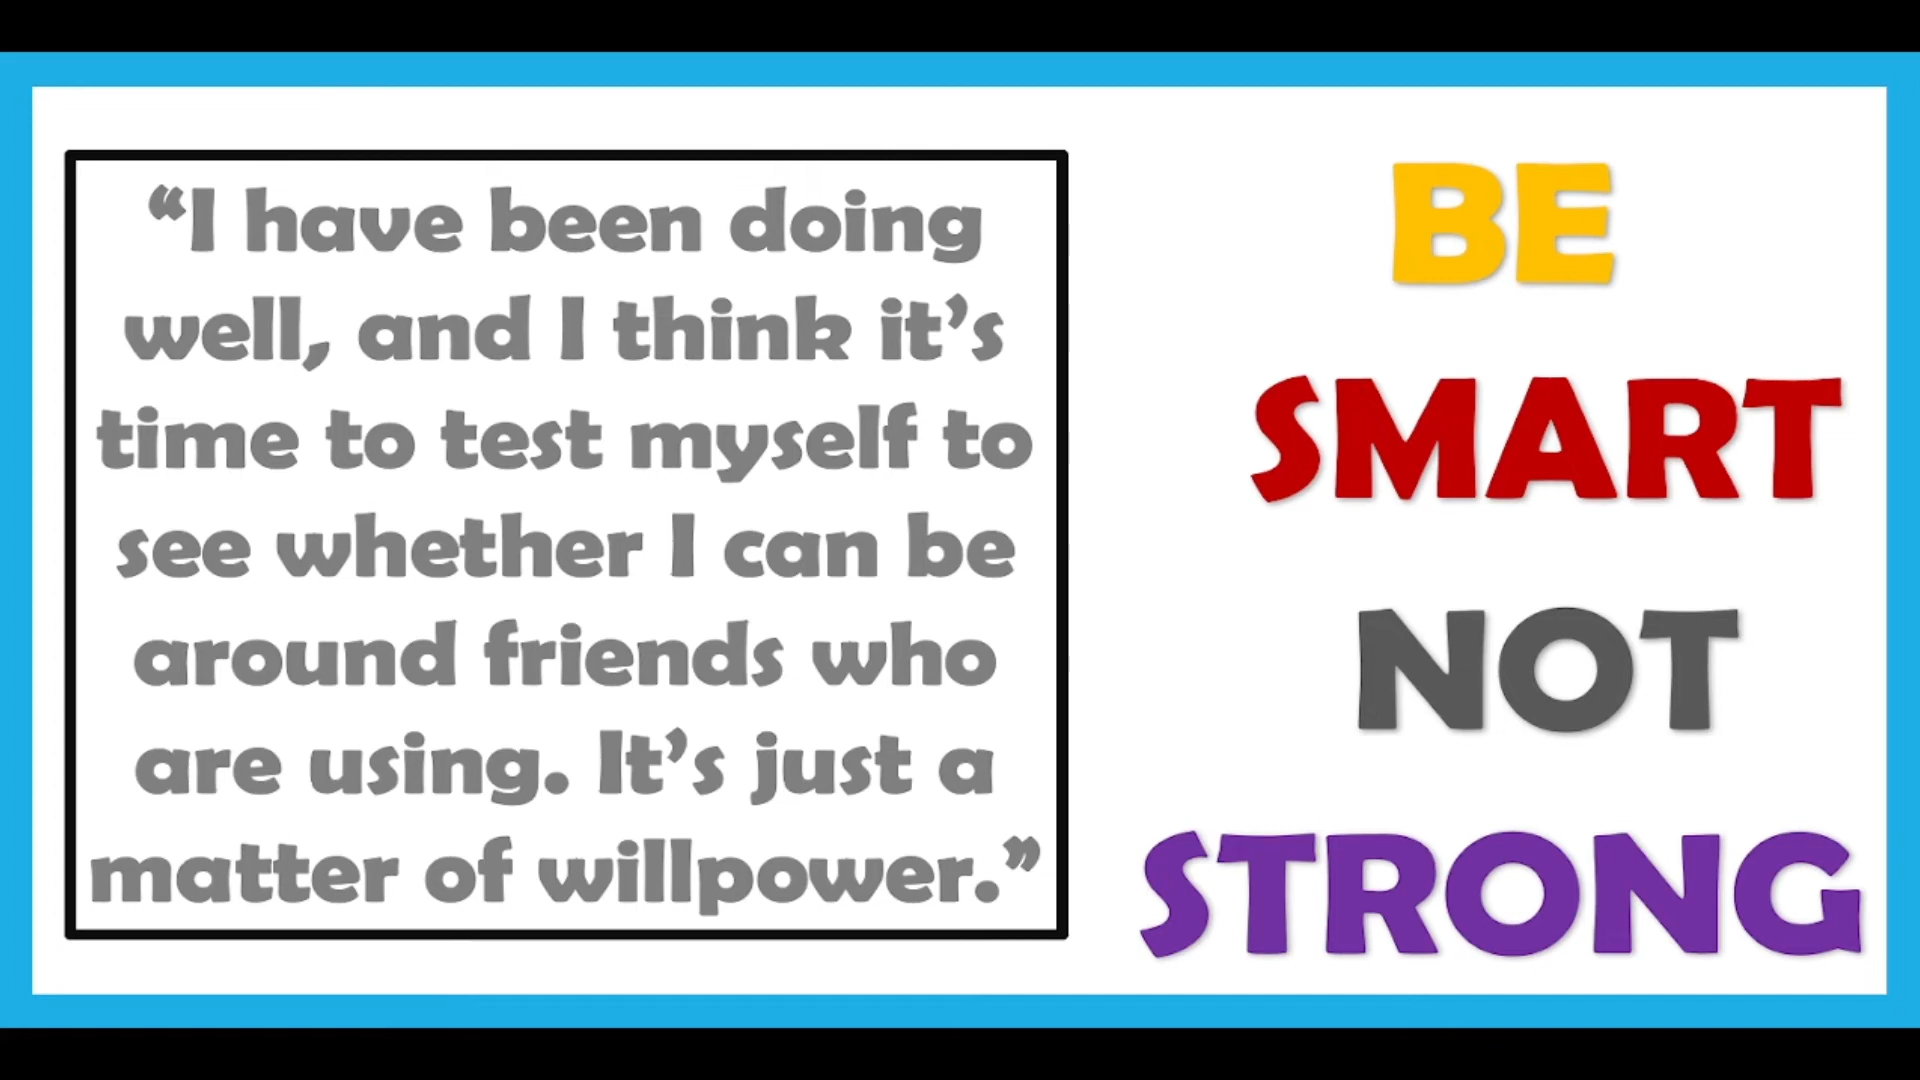 “I have been doing
well, and I think it’s
time to test myself to
see whether I can be
around friends who
are using. It’s just a
matter of willpower.”
BE
SMART
NOT
STRONG